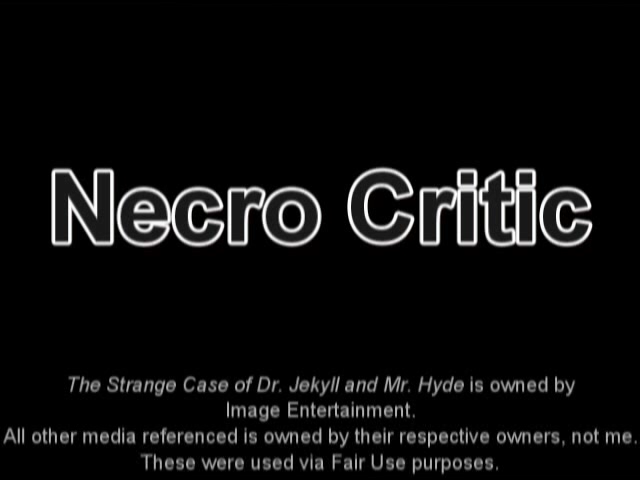 Necro Critic
The Strange Case of Dr. Jekyll and Mr. Hyde is owned by
Image Entertainment.
All other media referenced is owned by their respective owners, not me.
These were used via Fair Use purposes.